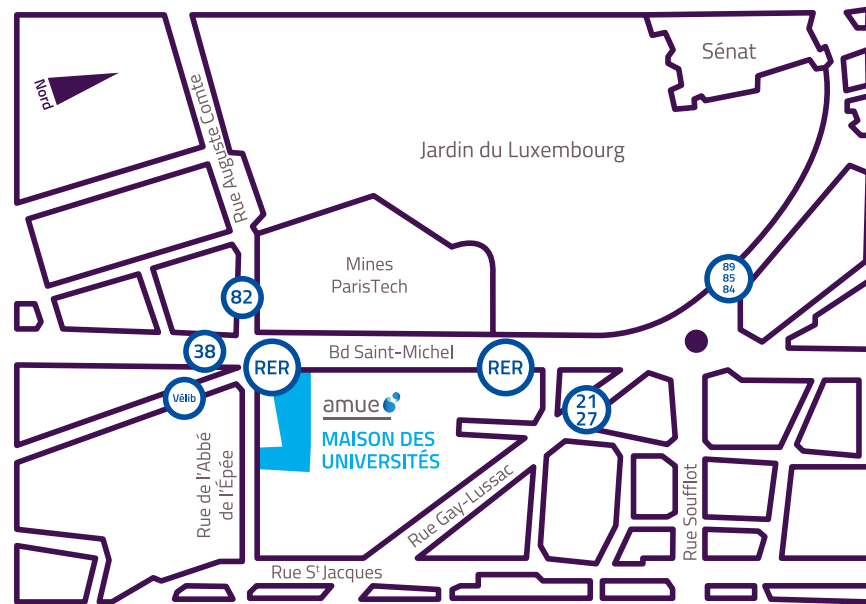 Sénat
Nord
Rue Auguste Comte
Jardin du Luxembourg
Mines
ParisTech
89
85
84
82
38
RER
Bd Saint-Michel
RER
Vélib
amue
21
27
MAISON DES
UNIVERSITÉS
Rue de l'Abbé
de l'Épée
Rue Gay-Lussac
Rue Soufflot
Rue St Jacques